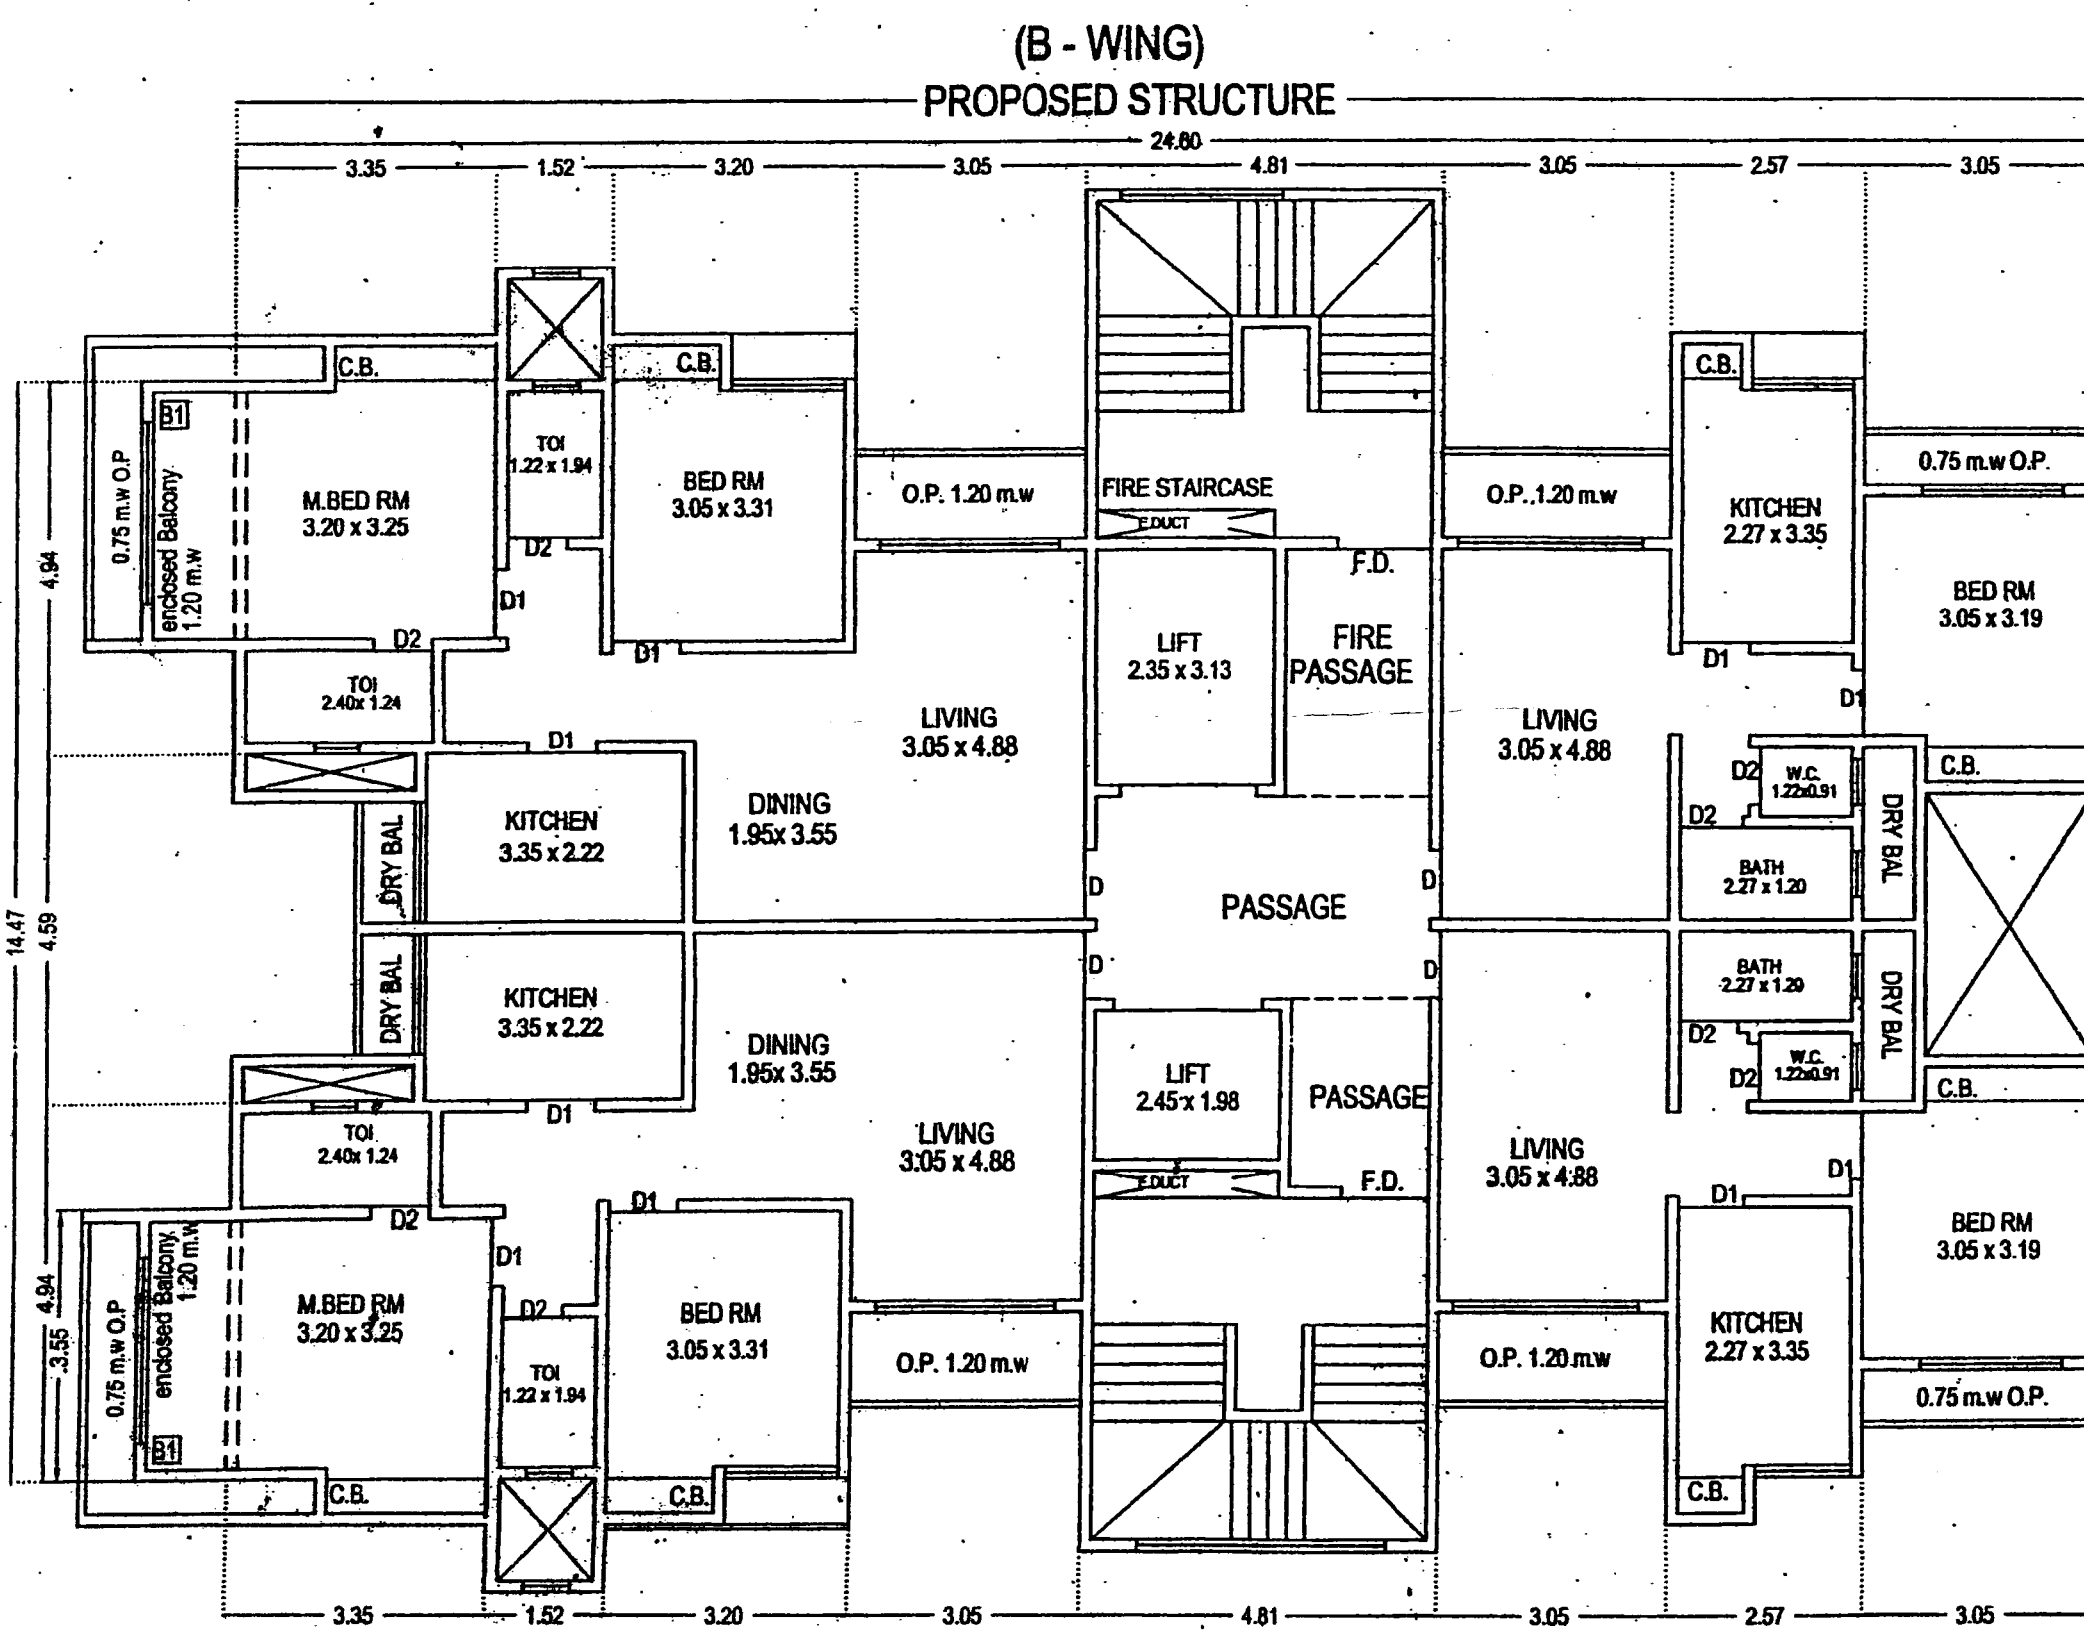 (B - WING)
PROPOSED STRUCTURE
24.60
3.35 1.52 3.20 3.05 4.81 3.05 2.57 3.05
C.B.
C.B.
C.B.
B1
0.75 m.w O.P
enclosed Balcony
1.20 m.w
M.BED RM
3.20 x 3.25
TOI
1.22 x 1.94
D2
D1
BED RM
3.05 x 3.31
D1
O.P. 1.20 m.w
FIRE STAIRCASE
E.DUCT
F.D.
O.P. 1.20 m.w
KITCHEN
2.27 x 3.35
D1
0.75 m.w O.P.
BED RM
3.05 x 3.19
D1
4.94
D2
TOI
2.40x 1.24
D1
LIVING
3.05 x 4.88
LIFT
2.35 x 3.13
FIRE
PASSAGE
LIVING
3.05 x 4.88
D2
W.C.
1.22x0.91
C.B.
DRY BAL
KITCHEN
3.35 x 2.22
DINING
1.95x 3.55
D2
BATH
2.27 x 1.20
DRY BAL
D
D
PASSAGE
14.47
4.59
D
D
DRY BAL
KITCHEN
3.35 x 2.22
DINING
1.95x 3.55
BATH
2.27 x 1.20
DRY BAL
D2
W.C.
1.22x0.91
D2
C.B.
LIFT
2.45 x 1.98
PASSAGE
D1
TOI
2.40x 1.24
LIVING
3.05 x 4.88
LIVING
3.05 x 4.88
E.DUCT
F.D.
D1
D1
D2
D1
D1
BED RM
3.05 x 3.19
enclosed Balcony
1.20 m.w
0.75 m.w O.P
4.94
3.55
M.BED RM
3.20 x 3.25
D2
TOI
1.22 x 1.94
BED RM
3.05 x 3.31
O.P. 1.20 m.w
O.P. 1.20 m.w
KITCHEN
2.27 x 3.35
0.75 m.w O.P.
B1
C.B.
C.B.
C.B.
3.35 1.52 3.20 3.05 4.81 3.05 2.57 3.05